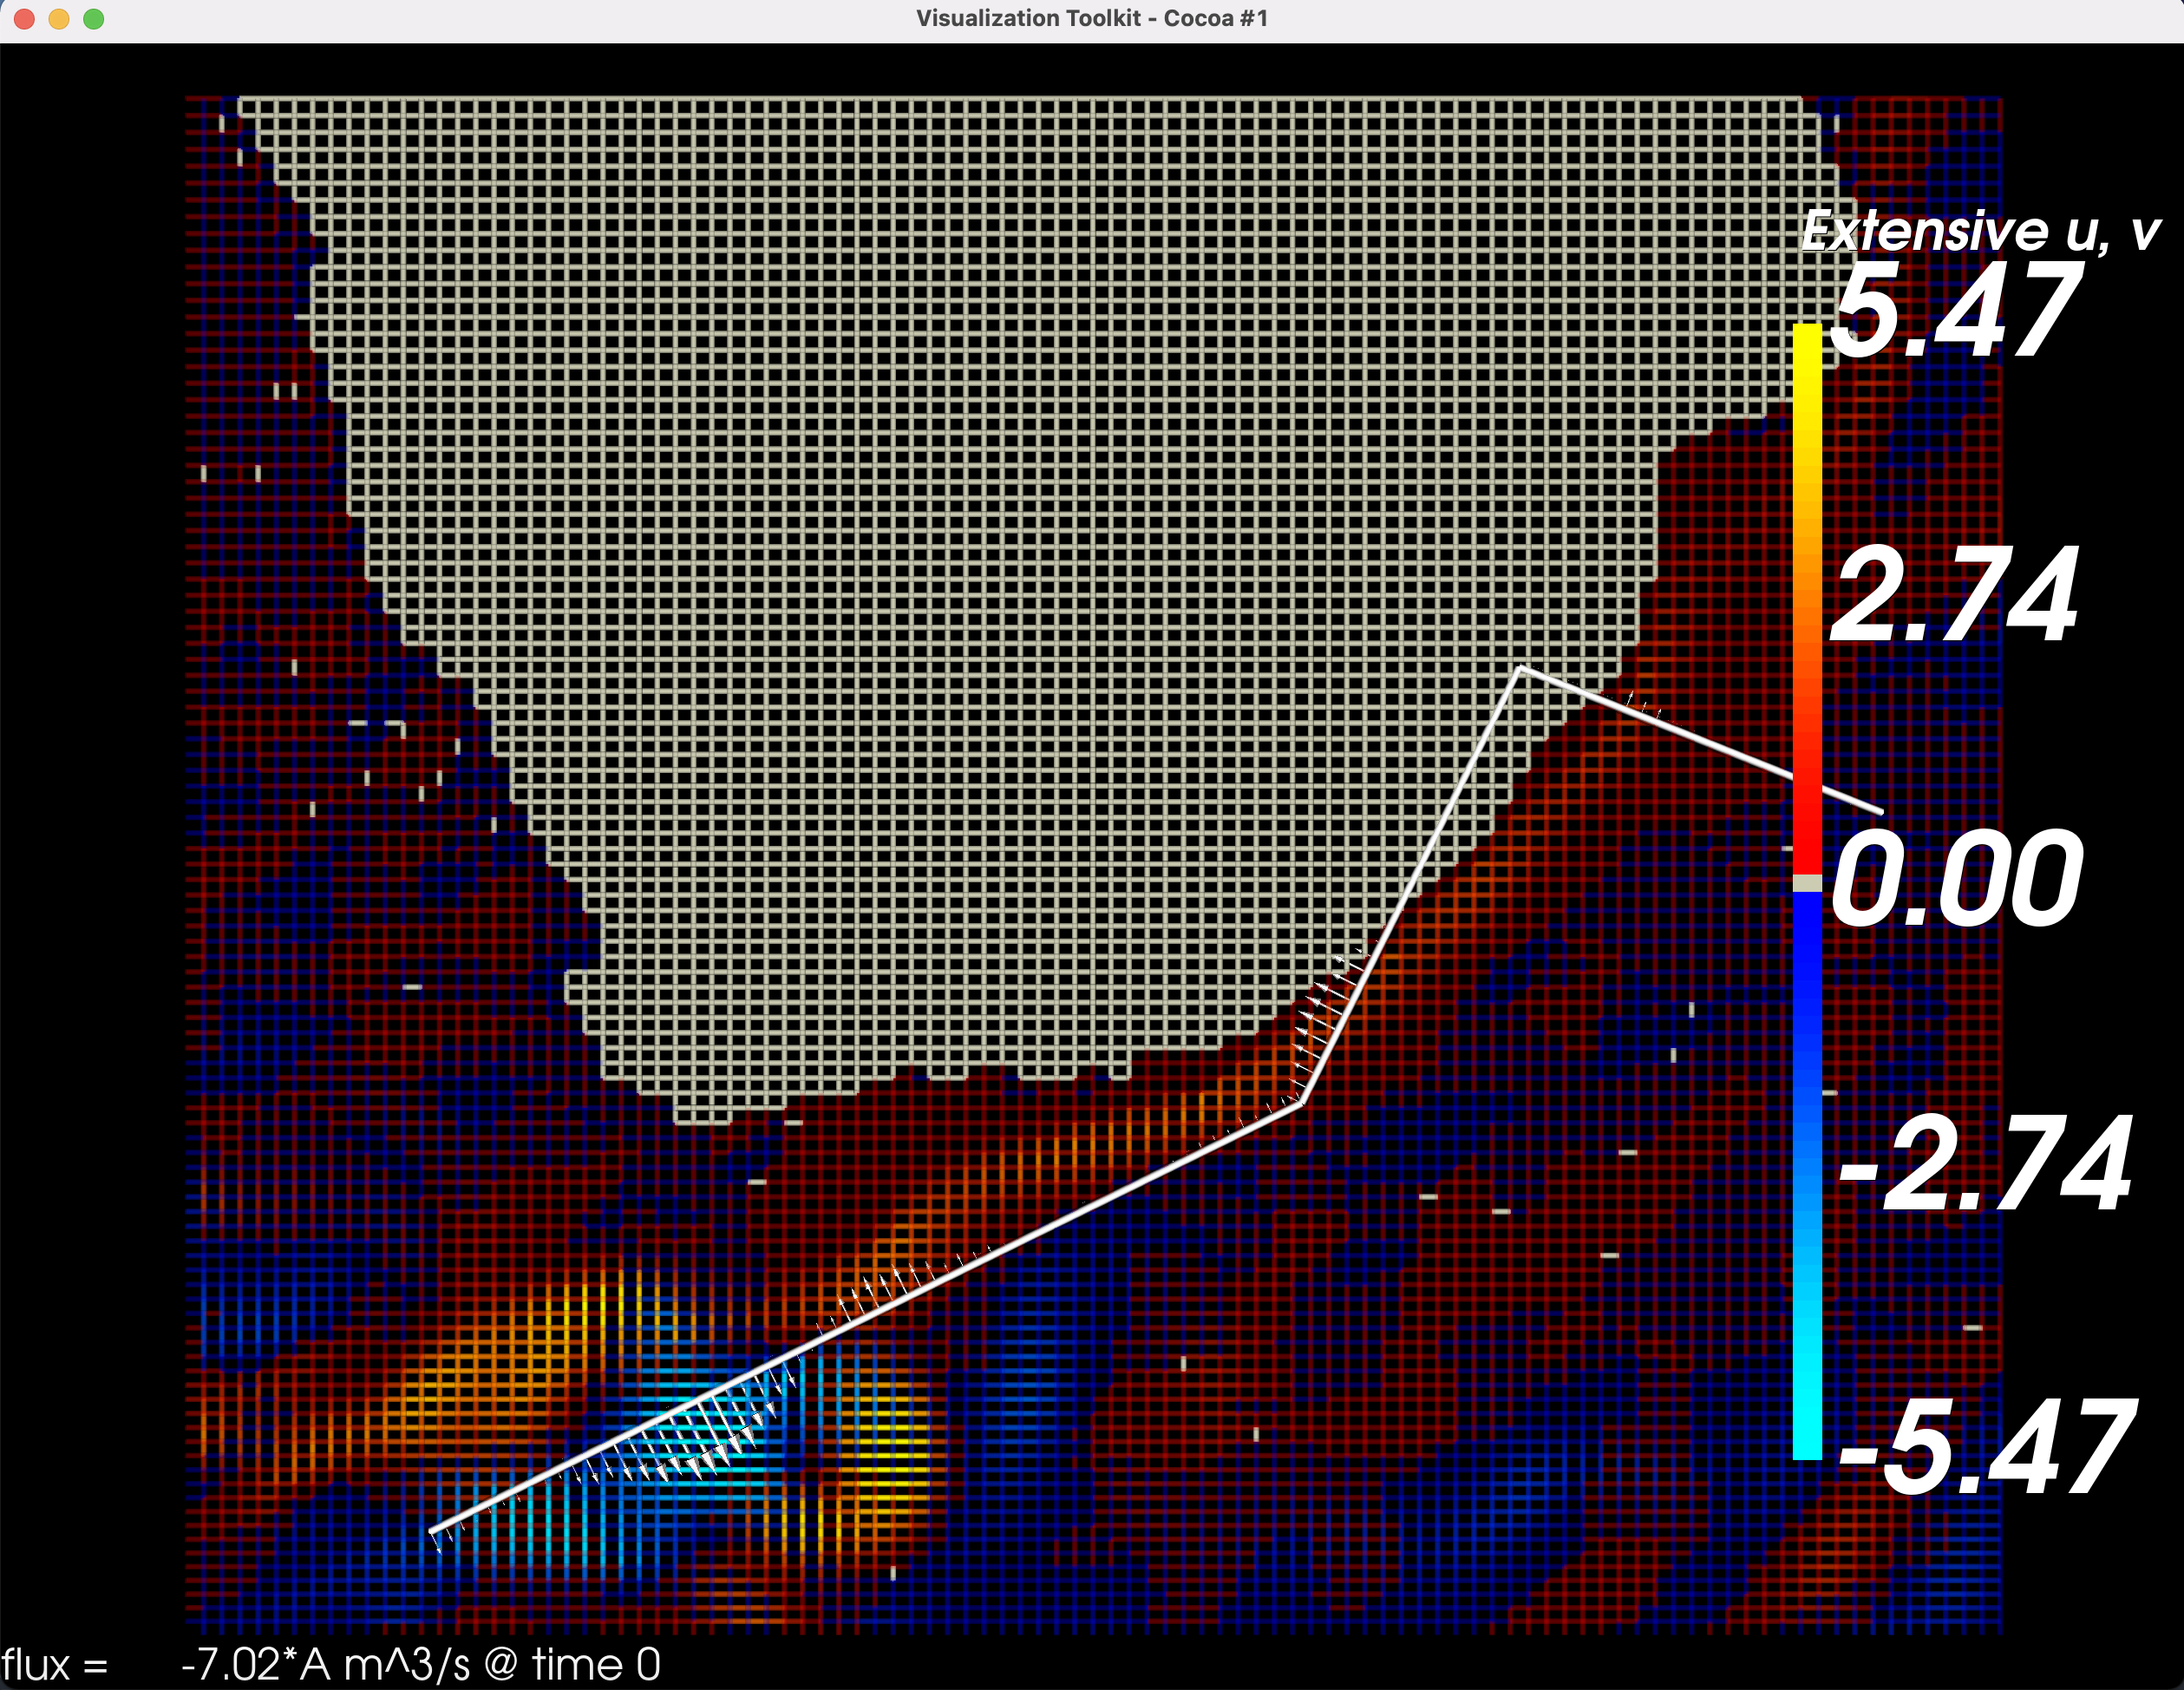 Visualization Toolkit - Cocoa #1
Extensive u, v
5.47
2.74
0.00
-2.74
-5.47
flux = -7.02*A m^3/s @ time 0